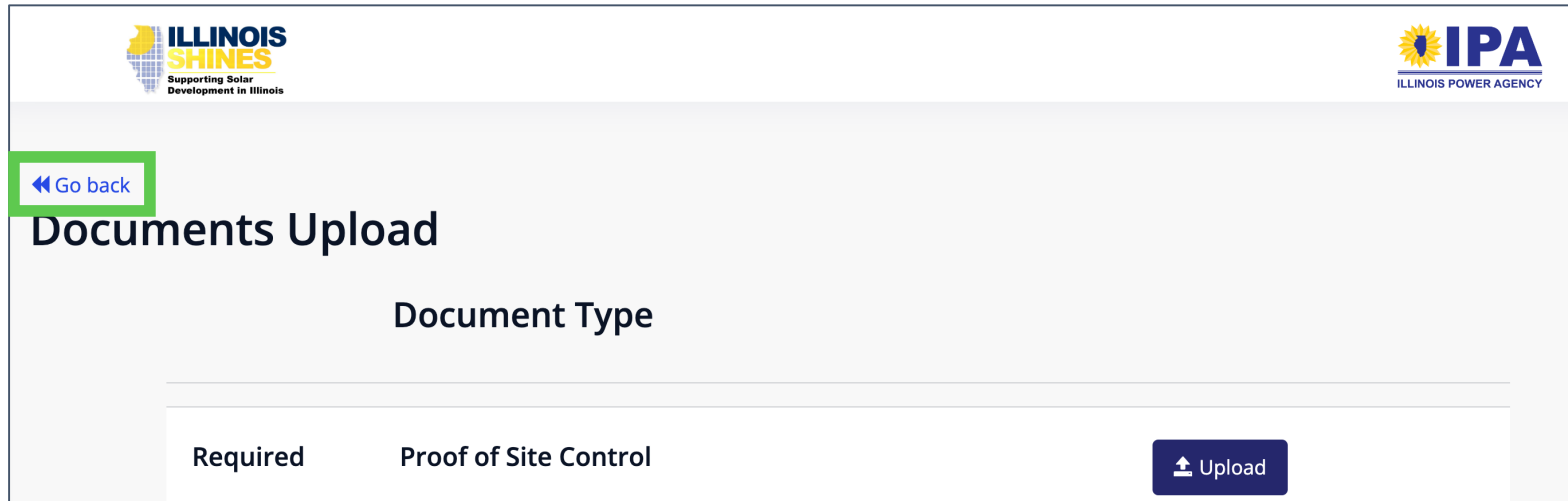 ILLINOIS
SHINES
Supporting Solar
Development in Illinois
IPA
ILLINOIS POWER AGENCY
Go back
Documents Upload
Document Type
Required Proof of Site Control Upload